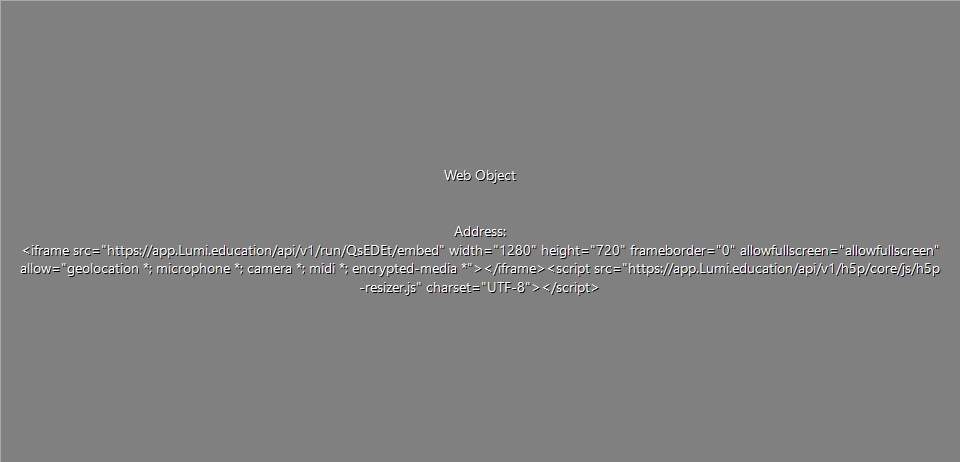 Web Object
Address:
<iframe src="https://app.Lumi.education/api/v1/run/QsEDEt/embed" width="1280" height="720" frameborder="0" allowfullscreen="allowfullscreen"
allow="geolocation *; microphone *; camera *; midi *; encrypted-media *"></iframe><script src="https://app.Lumi.education/api/v1/h5p/core/js/h5p
-resizer.js" charset="UTF-8"></script>